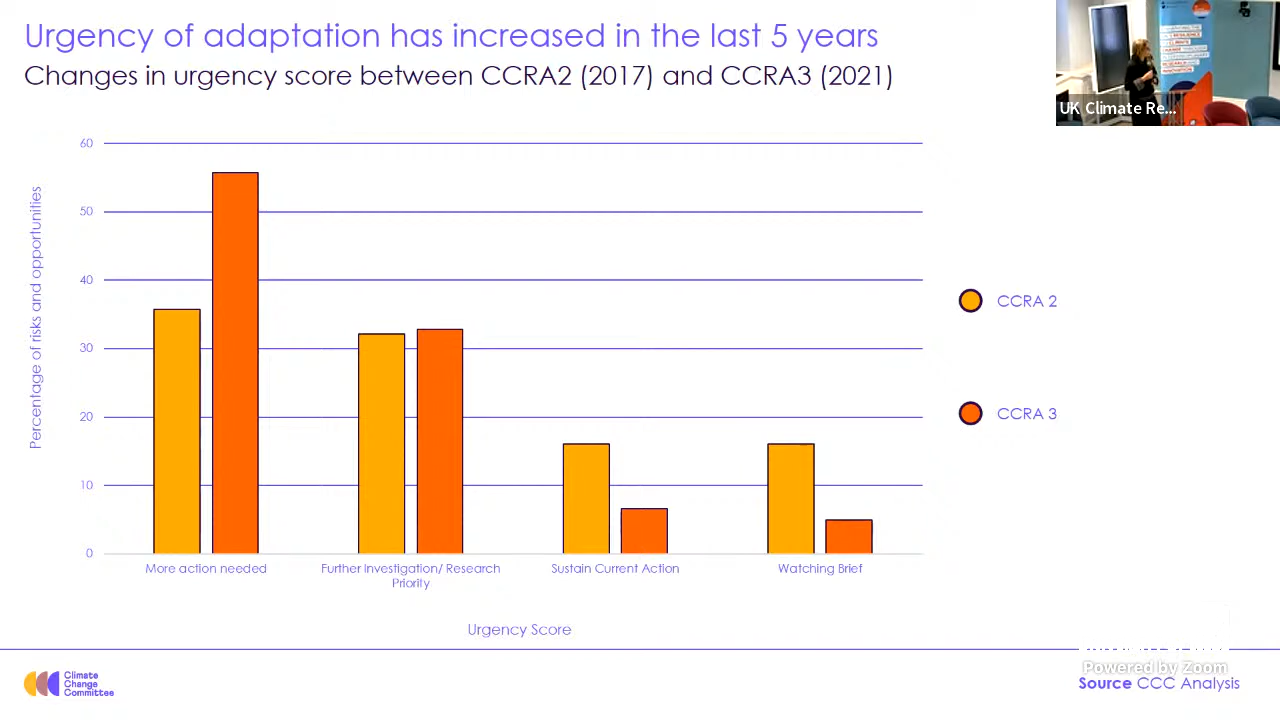 Urgency of adaptation has increased in the last 5 years
Changes in urgency score between CCRA2 (2017) and CCRA3 (2021)
UK Climate Re...
Percentage of risks and opportunities
60
50
40
30
20
10
0
More action needed
Further Investigation/ Research
Priority
Sustain Current Action
Watching Brief
Urgency Score
CCRA 2
CCRA 3
Climate
Change
Committee
Powered by Zoom
Source CCC Analysis